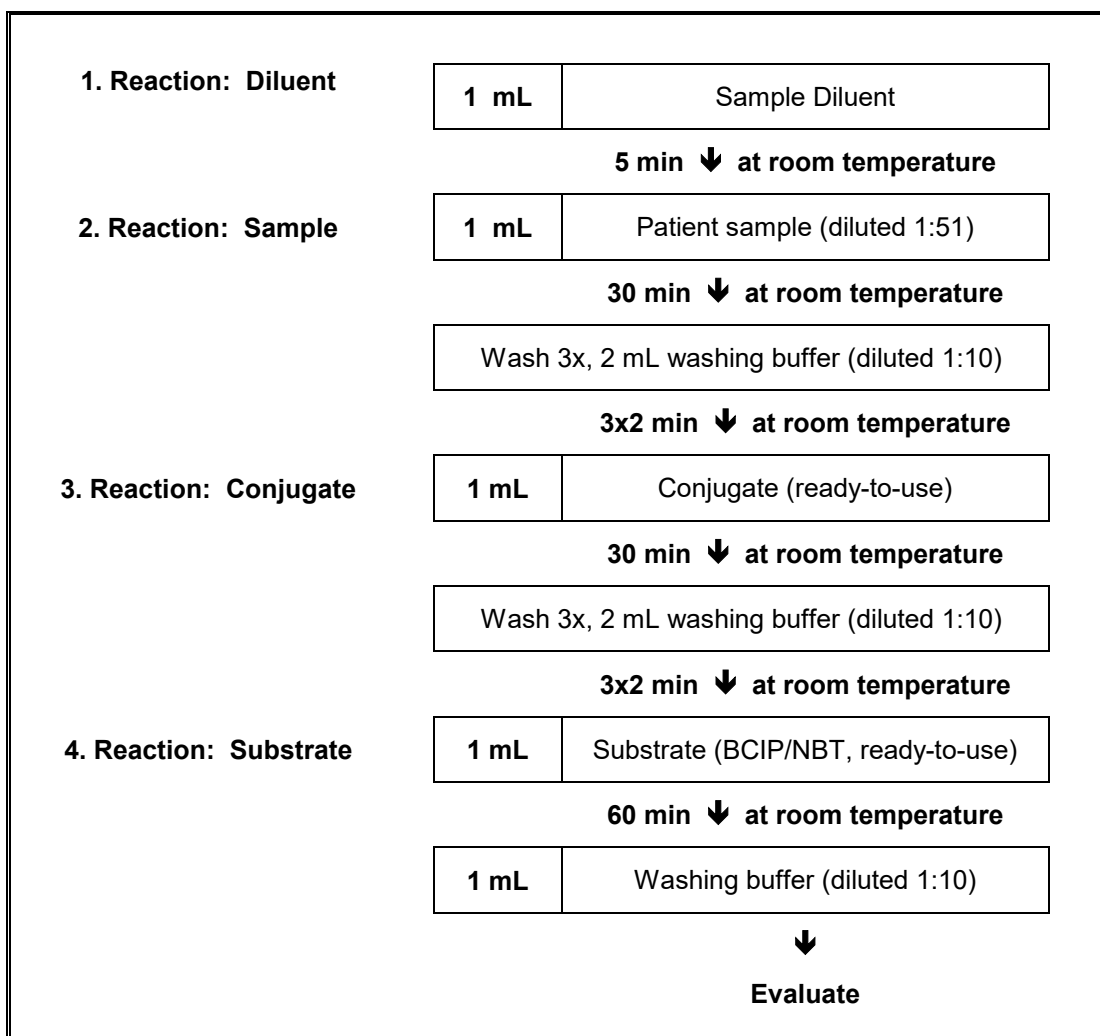 1. Reaction: Diluent
1 mL Sample Diluent
5 min 🡻 at room temperature
2. Reaction: Sample
1 mL Patient sample (diluted 1:51)
30 min 🡻 at room temperature
Wash 3x, 2 mL washing buffer (diluted 1:10)
3x2 min 🡻 at room temperature
3. Reaction: Conjugate
1 mL Conjugate (ready-to-use)
30 min 🡻 at room temperature
Wash 3x, 2 mL washing buffer (diluted 1:10)
3x2 min 🡻 at room temperature
4. Reaction: Substrate
1 mL Substrate (BCIP/NBT, ready-to-use)
60 min 🡻 at room temperature
1 mL Washing buffer (diluted 1:10)
🡻
Evaluate